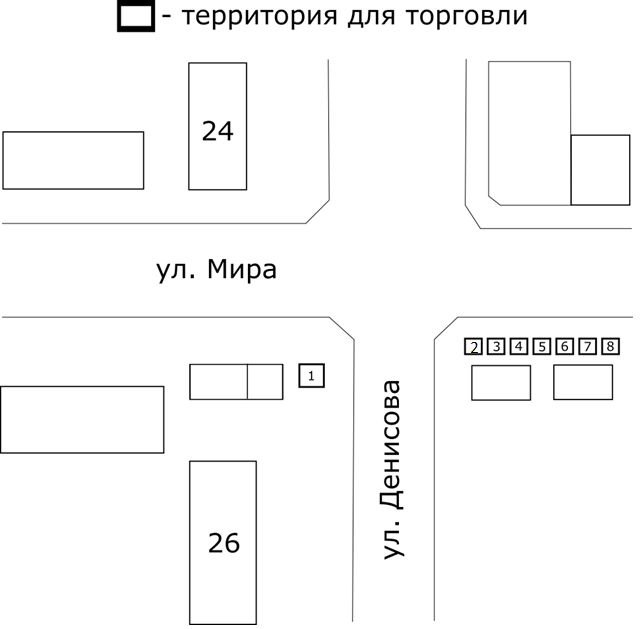 - территория для торговли
24
ул. Мира
1
2 3 4 5 6 7 8
ул. Денисова
26